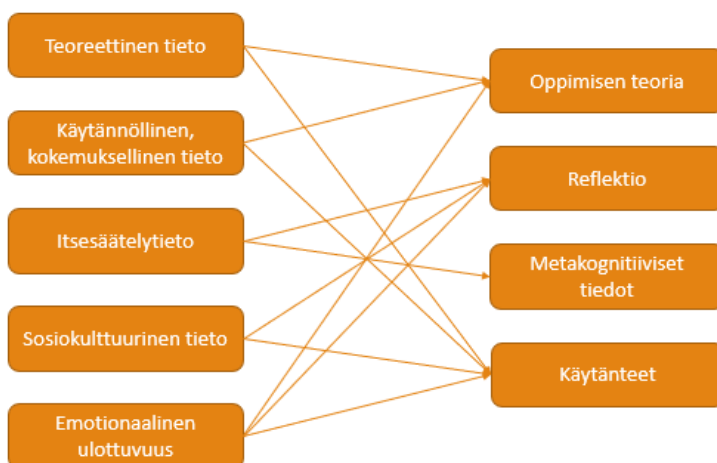 Teoreettinen tieto
Käytännöllinen,
kokemuksellinen tieto
Itsesäätelytieto
Sosiokulttuurinen tieto
Emotionaalinen
ulottuvuus
Oppimisen teoria
Reflektio
Metakognitiiviset
tiedot
Käytänteet